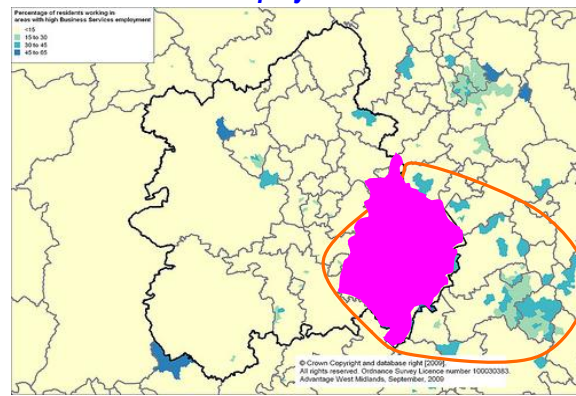 Percentage of residents working in
areas with high Business Services employment
<15
15 to 30
30 to 45
45 to 65
© Crown Copyright and database right [2009].
All rights reserved. Ordnance Survey Licence number 100030383.
Advantage West Midlands, September, 2009